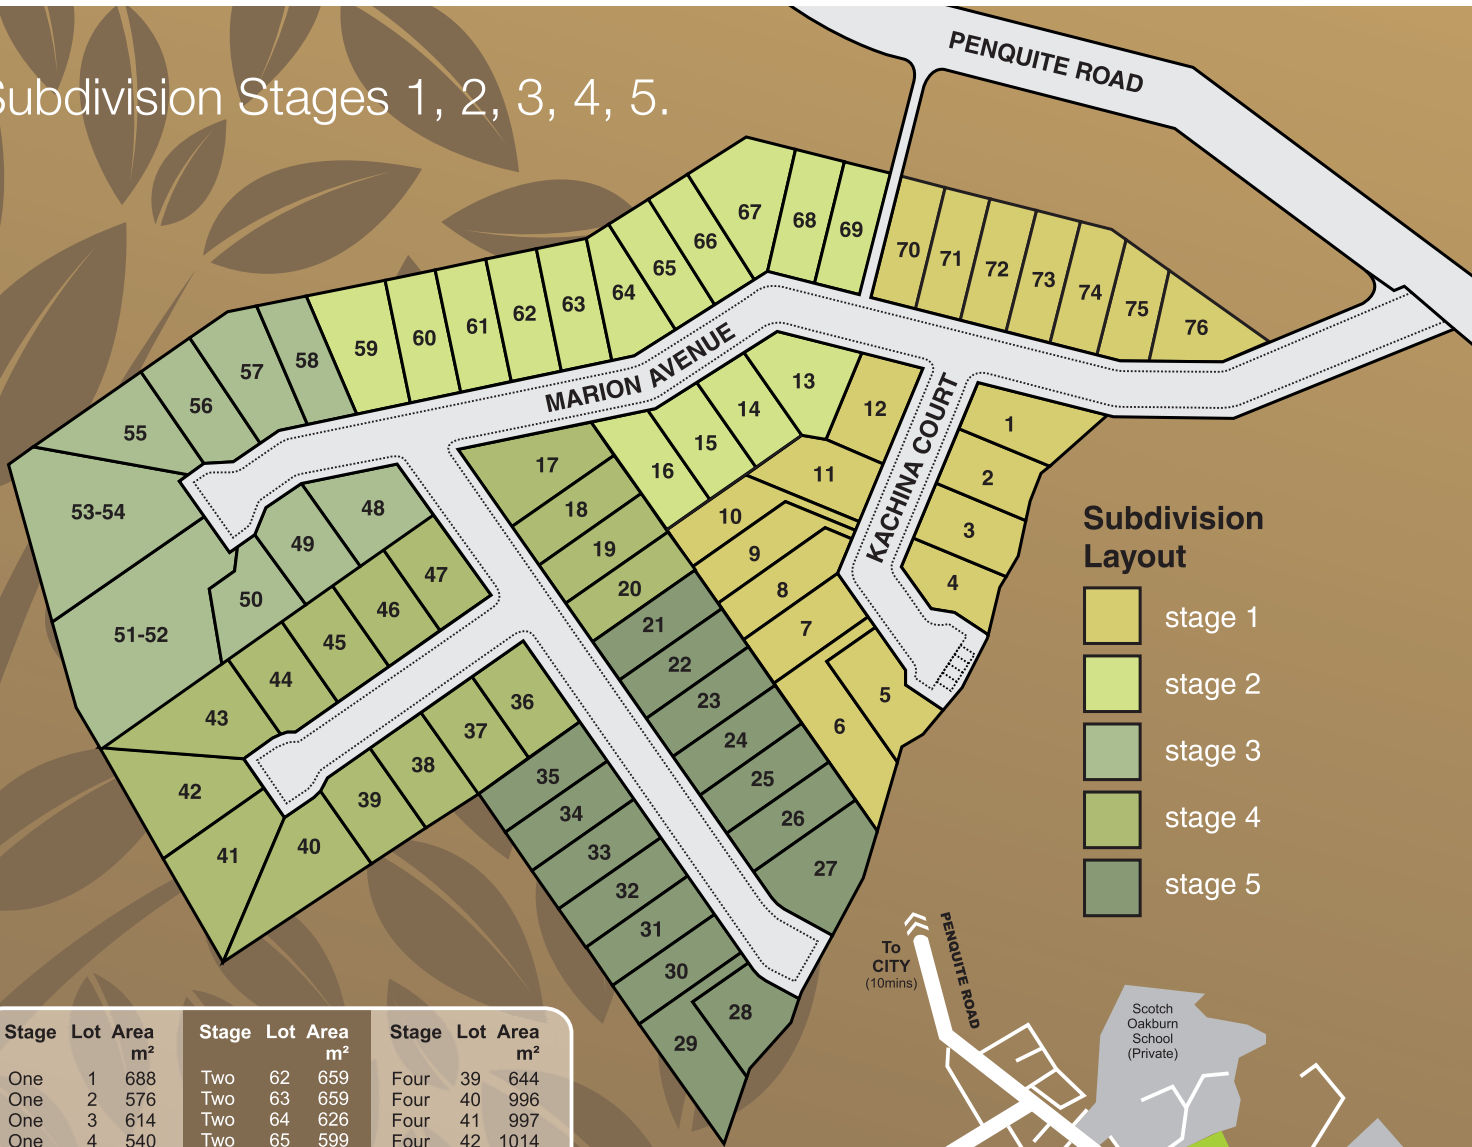 PENQUITE ROAD
Subdivision Stages 1, 2, 3, 4, 5.
67
68
69
66
70
71
72
73
74
75
76
65
64
63
62
61
60
59
58
57
56
55
MARION AVENUE
KACHINA COURT
13
14
15
16
12
11
1
2
3
4
17
18
19
20
10
9
8
7
6
5
53-54
51-52
48
49
50
47
46
45
44
43
42
41
40
39
38
37
36
21
22
23
24
25
26
27
35
34
33
32
31
30
29
28
Subdivision
Layout
stage 1
stage 2
stage 3
stage 4
stage 5
To
CITY
(10mins)
PENQUITE ROAD
Scotch
Oakburn
School
(Private)
Stage Lot Area
m²
One 1 688
One 2 576
One 3 614
One 4 540
Stage Lot Area
m²
Two 62 659
Two 63 659
Two 64 626
Two 65 599
Stage Lot Area
m²
Four 39 644
Four 40 996
Four 41 997
Four 42 1014